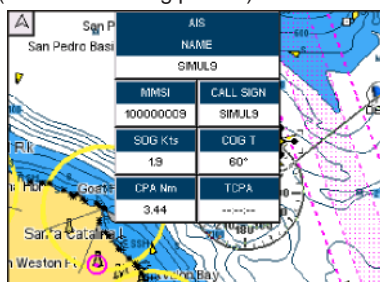 AIS
San P
NAME
San Pedro Basi
SIMUL9
MMSI
CALL SIGN
100000009
SIMUL9
SOG Kts
COG T
1.9
60°
CPA Nm
TCPA
3.44
--:--:--
Goat
180
Santa Catalina
n Weston
Bay